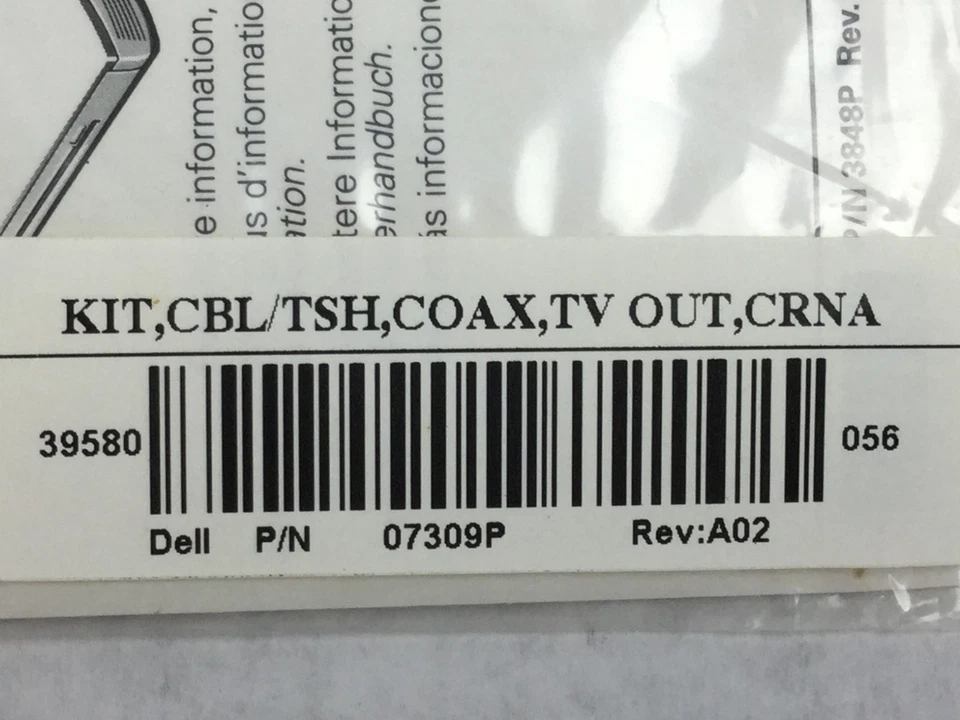 e information,
us d'informatio
ation.
tere Informatio
erhandbuch.
ás informacione
P/N 3848P Rev.
KIT,CBL/TSH,COAX,TV OUT,CRNA
39580
056
Dell P/N 07309P Rev:A02